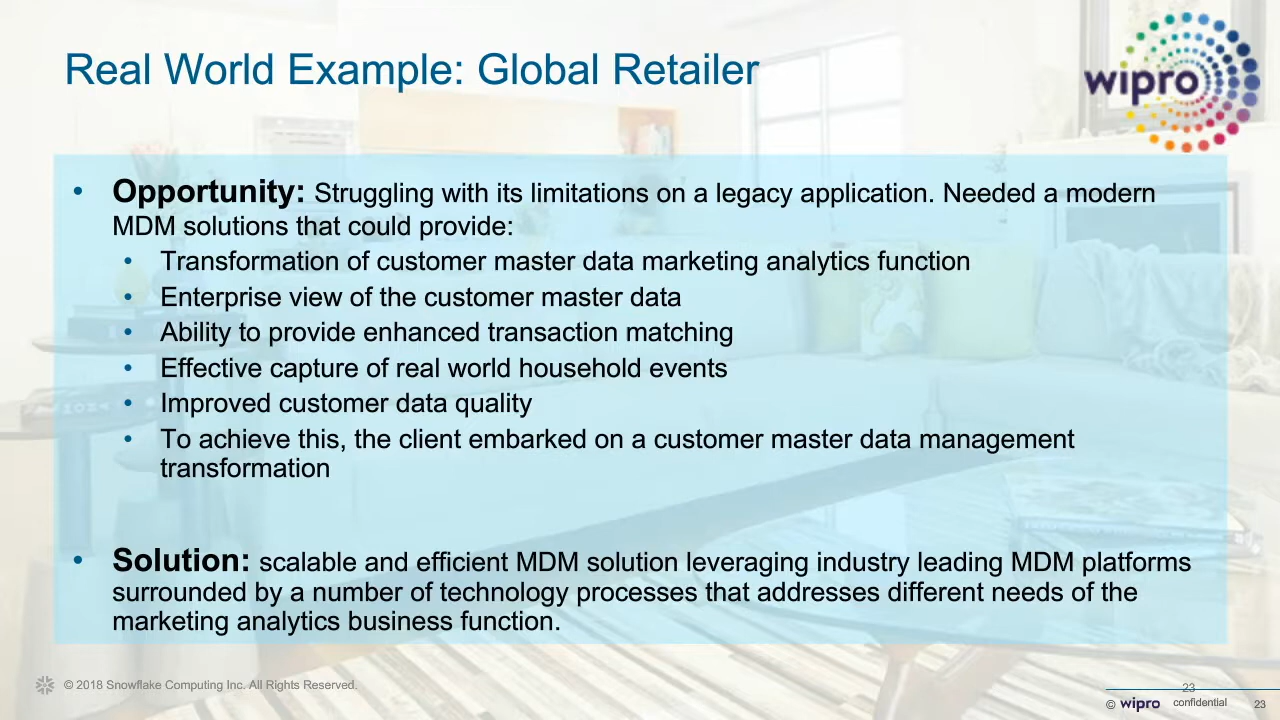 Real World Example: Global Retailer
wipro
• Opportunity: Struggling with its limitations on a legacy application. Needed a modern
MDM solutions that could provide:
• Transformation of customer master data marketing analytics function
• Enterprise view of the customer master data
• Ability to provide enhanced transaction matching
• Effective capture of real world household events
• Improved customer data quality
• To achieve this, the client embarked on a customer master data management
transformation
• Solution: scalable and efficient MDM solution leveraging industry leading MDM platforms
surrounded by a number of technology processes that addresses different needs of the
marketing analytics business function.
© 2018 Snowflake Computing Inc. All Rights Reserved.
23
© wipro confidential 23